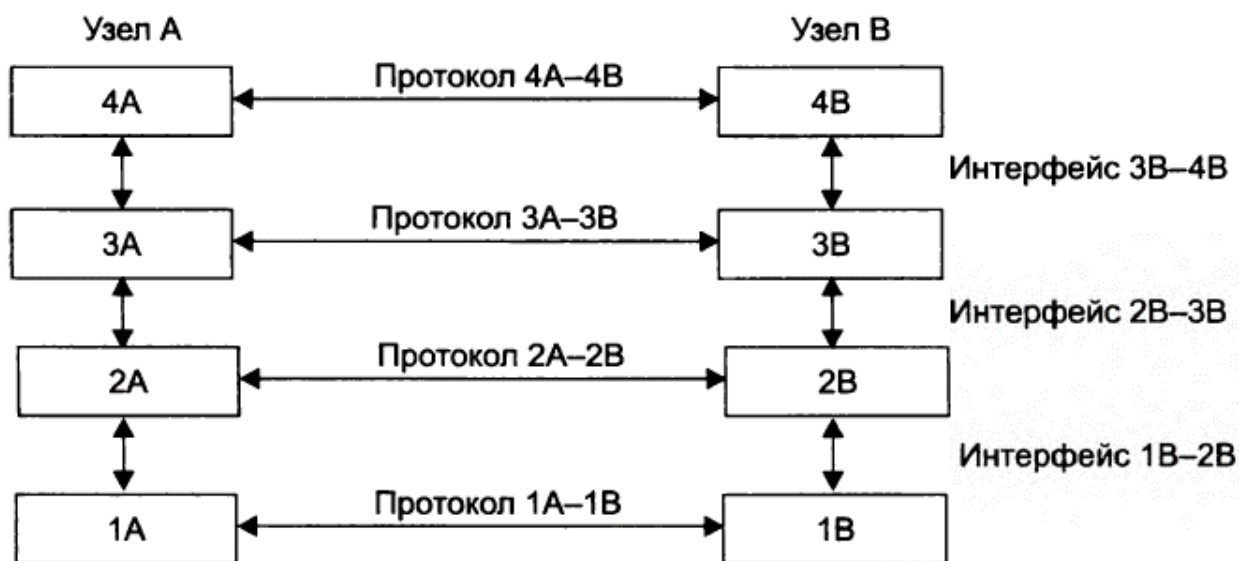 Узел А Узел В
4А Протокол 4А–4В 4В
Интерфейс 3В–4В
3А Протокол 3А–3В 3В
Интерфейс 2В–3В
2А Протокол 2А–2В 2В
Интерфейс 1В–2В
1А Протокол 1А–1В 1В